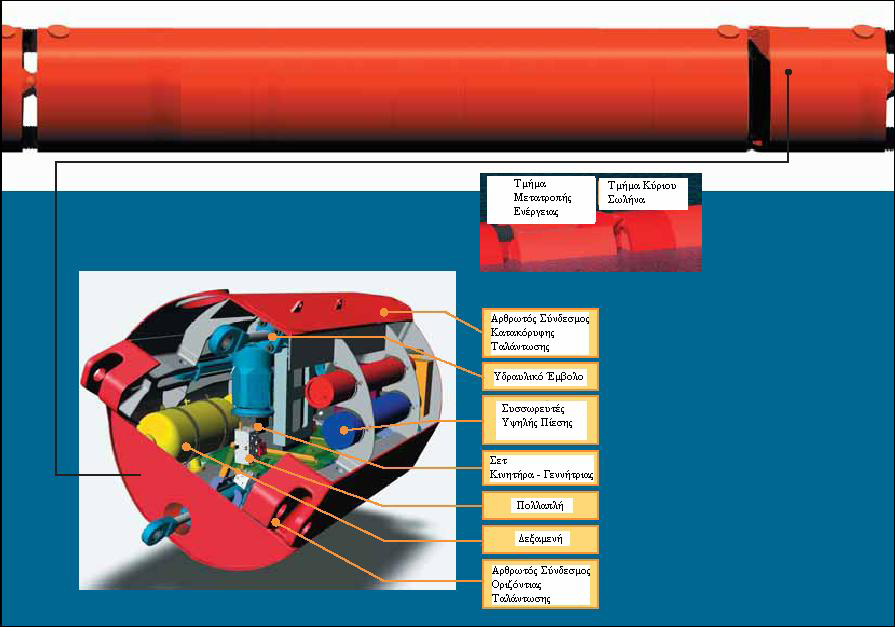 Τμήμα
Μετατροπής
Ενέργειας
Τμήμα Κύριου
Σωλήνα
Αρθρωτός Σύνδεσμος
Κατακόρυφης
Ταλάντωσης
Υδραυλικό Έμβολο
Συσσωρευτές
Υψηλής Πίεσης
Σετ
Κινητήρα - Γεννήτριας
Πολλαπλή
Δεξαμενή
Αρθρωτός Σύνδεσμος
Οριζόντιας
Ταλάντωσης